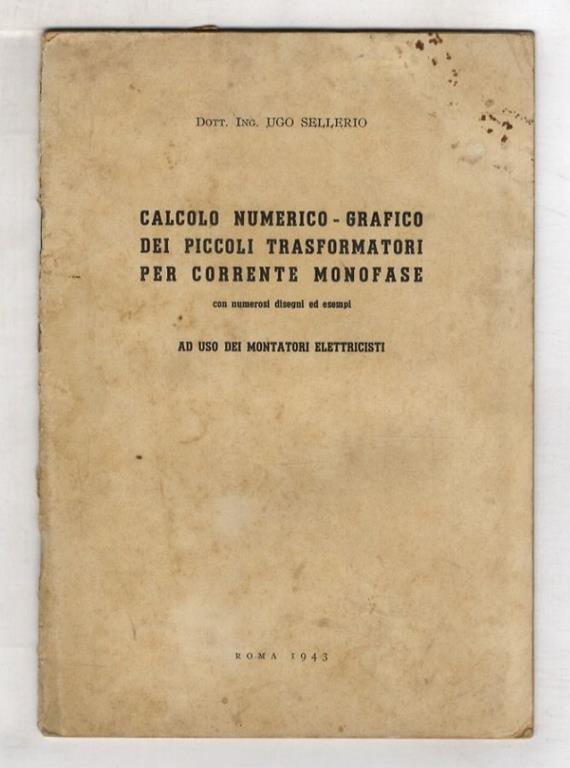 Dott. Ing. UGO SELLERIO
CALCOLO NUMERICO - GRAFICO
DEI PICCOLI TRASFORMATORI
PER CORRENTE MONOFASE
con numerosi disegni ed esempi
AD USO DEI MONTATORI ELETTRICISTI
ROMA 1943